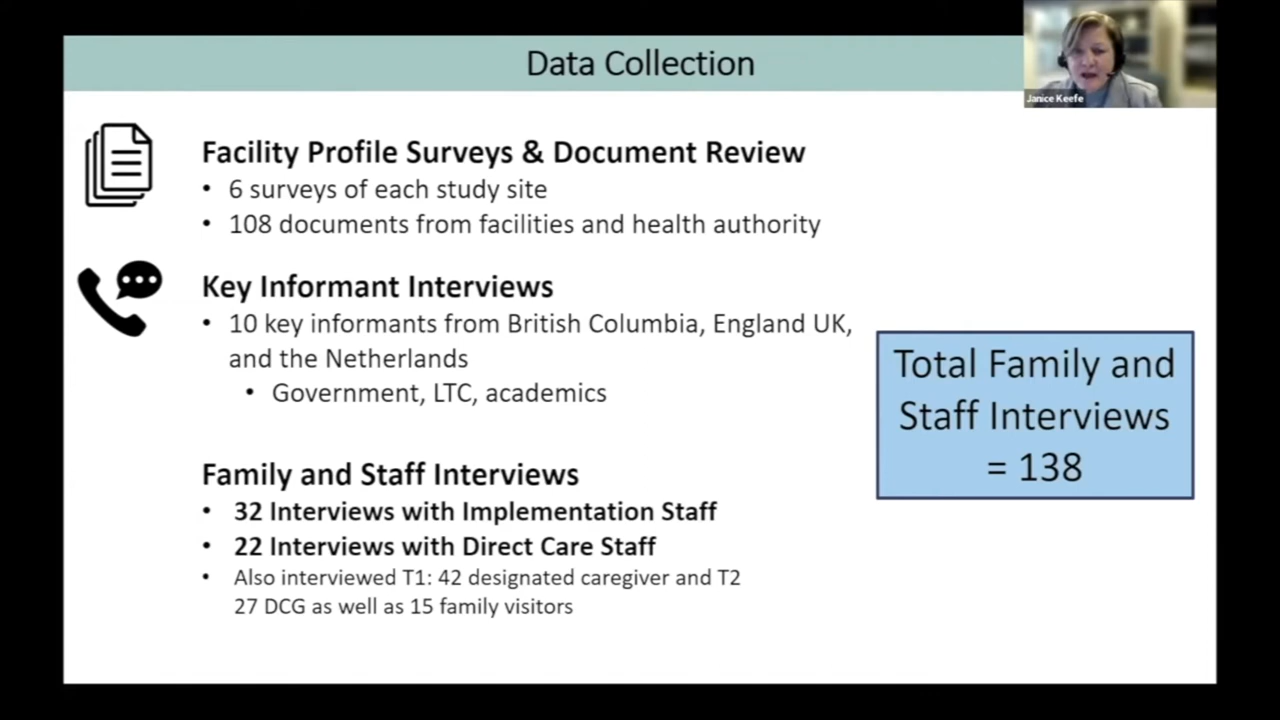 Data Collection
Janice Keefe
Facility Profile Surveys & Document Review
• 6 surveys of each study site
• 108 documents from facilities and health authority
Key Informant Interviews
• 10 key informants from British Columbia, England UK,
and the Netherlands
• Government, LTC, academics
Total Family and
Staff Interviews
= 138
Family and Staff Interviews
• 32 Interviews with Implementation Staff
• 22 Interviews with Direct Care Staff
• Also interviewed T1: 42 designated caregiver and T2
27 DCG as well as 15 family visitors